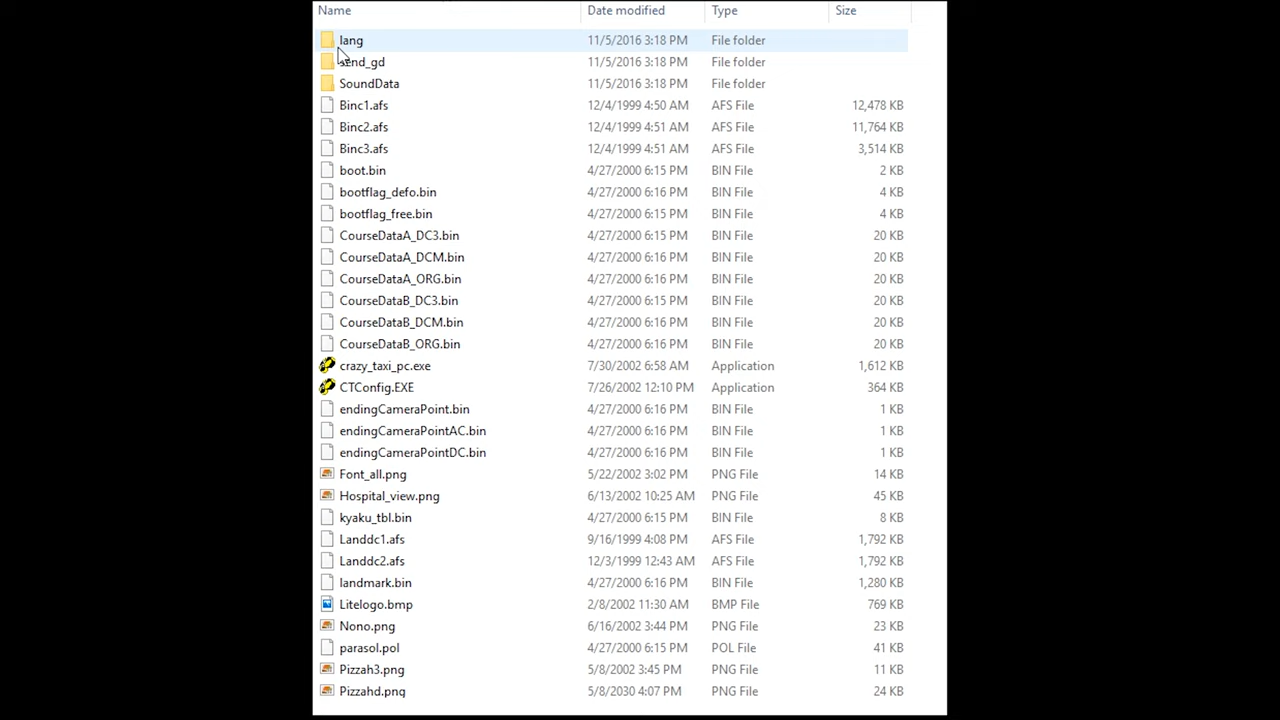 Name Date modified Type Size
lang 11/5/2016 3:18 PM File folder
send_gd 11/5/2016 3:18 PM File folder
SoundData 11/5/2016 3:18 PM File folder
Binc1.afs 12/4/1999 4:50 AM AFS File 12,478 KB
Binc2.afs 12/4/1999 4:51 AM AFS File 11,764 KB
Binc3.afs 12/4/1999 4:51 AM AFS File 3,514 KB
boot.bin 4/27/2000 6:15 PM BIN File 2 KB
bootflag_defo.bin 4/27/2000 6:16 PM BIN File 4 KB
bootflag_free.bin 4/27/2000 6:15 PM BIN File 4 KB
CourseDataA_DC3.bin 4/27/2000 6:15 PM BIN File 20 KB
CourseDataA_DCM.bin 4/27/2000 6:16 PM BIN File 20 KB
CourseDataA_ORG.bin 4/27/2000 6:16 PM BIN File 20 KB
CourseDataB_DC3.bin 4/27/2000 6:15 PM BIN File 20 KB
CourseDataB_DCM.bin 4/27/2000 6:16 PM BIN File 20 KB
CourseDataB_ORG.bin 4/27/2000 6:16 PM BIN File 20 KB
crazy_taxi_pc.exe 7/30/2002 6:58 AM Application 1,612 KB
CTConfig.EXE 7/26/2002 12:10 PM Application 364 KB
endingCameraPoint.bin 4/27/2000 6:16 PM BIN File 1 KB
endingCameraPointAC.bin 4/27/2000 6:16 PM BIN File 1 KB
endingCameraPointDC.bin 4/27/2000 6:16 PM BIN File 1 KB
Font_all.png 5/22/2002 3:02 PM PNG File 14 KB
Hospital_view.png 6/13/2002 10:25 AM PNG File 45 KB
kyaku_tbl.bin 4/27/2000 6:15 PM BIN File 8 KB
Landdc1.afs 9/16/1999 4:08 PM AFS File 1,792 KB
Landdc2.afs 12/3/1999 12:43 AM AFS File 1,792 KB
landmark.bin 4/27/2000 6:16 PM BIN File 1,280 KB
Litelogo.bmp 2/8/2002 11:30 AM BMP File 769 KB
Nono.png 6/16/2002 3:44 PM PNG File 23 KB
parasol.pol 4/27/2000 6:15 PM POL File 41 KB
Pizzah3.png 5/8/2002 3:45 PM PNG File 11 KB
Pizzahd.png 5/8/2030 4:07 PM PNG File 24 KB